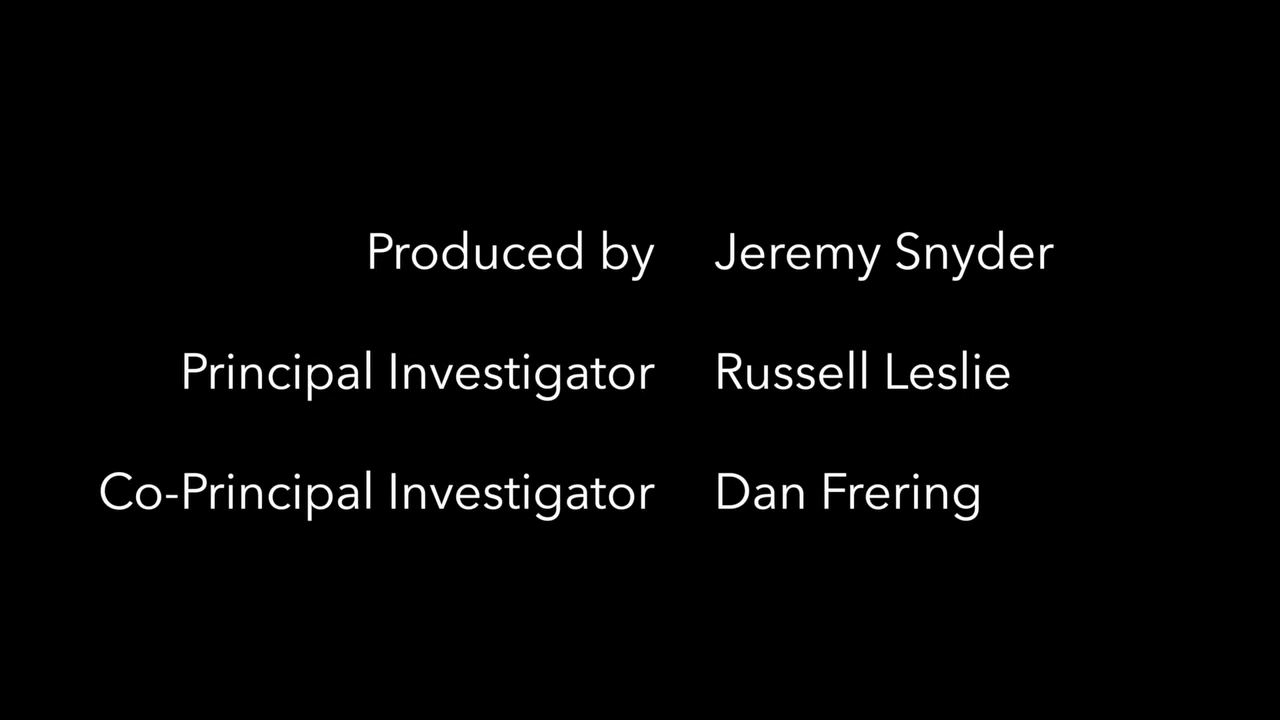 Produced by Jeremy Snyder
Principal Investigator Russell Leslie
Co-Principal Investigator Dan Frering